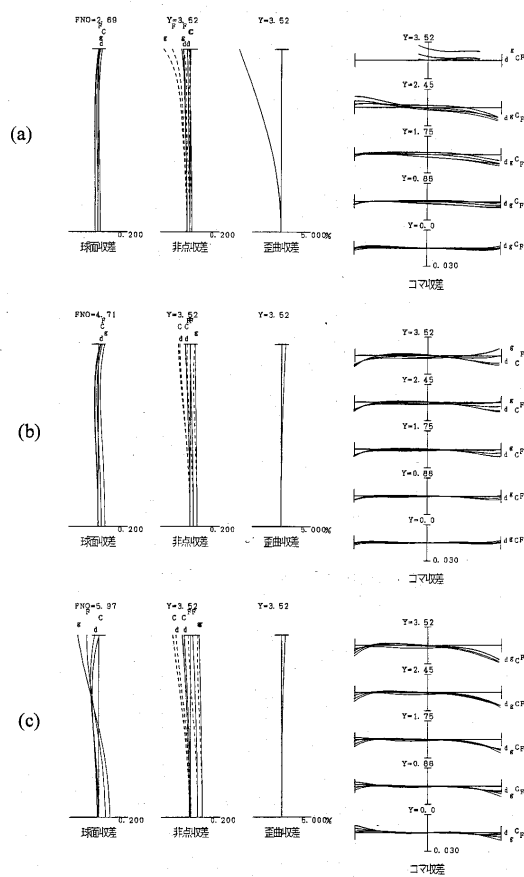 (a)
FNO=2.69
F
C
g
d
0.200
球面収差
Y=3.52
F F
g g C
d d
0.200
非点収差
Y=3.52
5.000%
歪曲収差
Y=3.52
g
d C F
Y=2.45
d g C F
Y=1.75
d g C F
Y=0.88
d g C F
Y=0.0
d g C F
0.030
コマ収差
(b)
FNO=4.71
F
C
g
d
0.200
球面収差
Y=3.52
F F
C C g
d d
0.200
非点収差
Y=3.52
5.000%
歪曲収差
Y=3.52
g F
d C
Y=2.45
g F
d C
Y=1.75
g F
d C
Y=0.88
d g C F
Y=0.0
d g C F
0.030
コマ収差
(c)
FNO=5.97
F
g C
d
0.200
球面収差
Y=3.52
F F
C C g
d d
0.200
非点収差
Y=3.52
5.000%
歪曲収差
Y=3.52
d g C F
Y=2.45
d g C F
Y=1.75
d g C F
Y=0.88
d g C F
Y=0.0
d C F
g
0.030
コマ収差